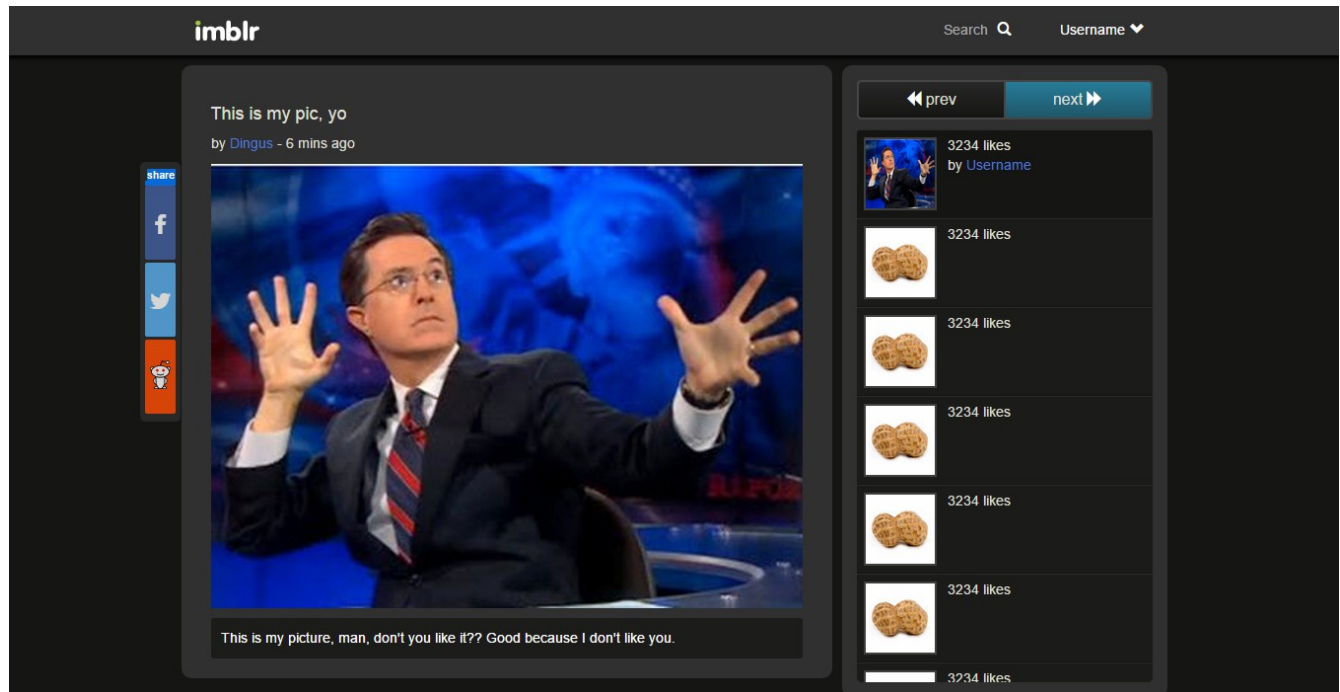 imblr
Search
Username
This is my pic, yo
by Dingus - 6 mins ago
share
This is my picture, man, don't you like it?? Good because I don't like you.
prev
next
3234 likes
by Username
3234 likes
3234 likes
3234 likes
3234 likes
3234 likes
3234 likes